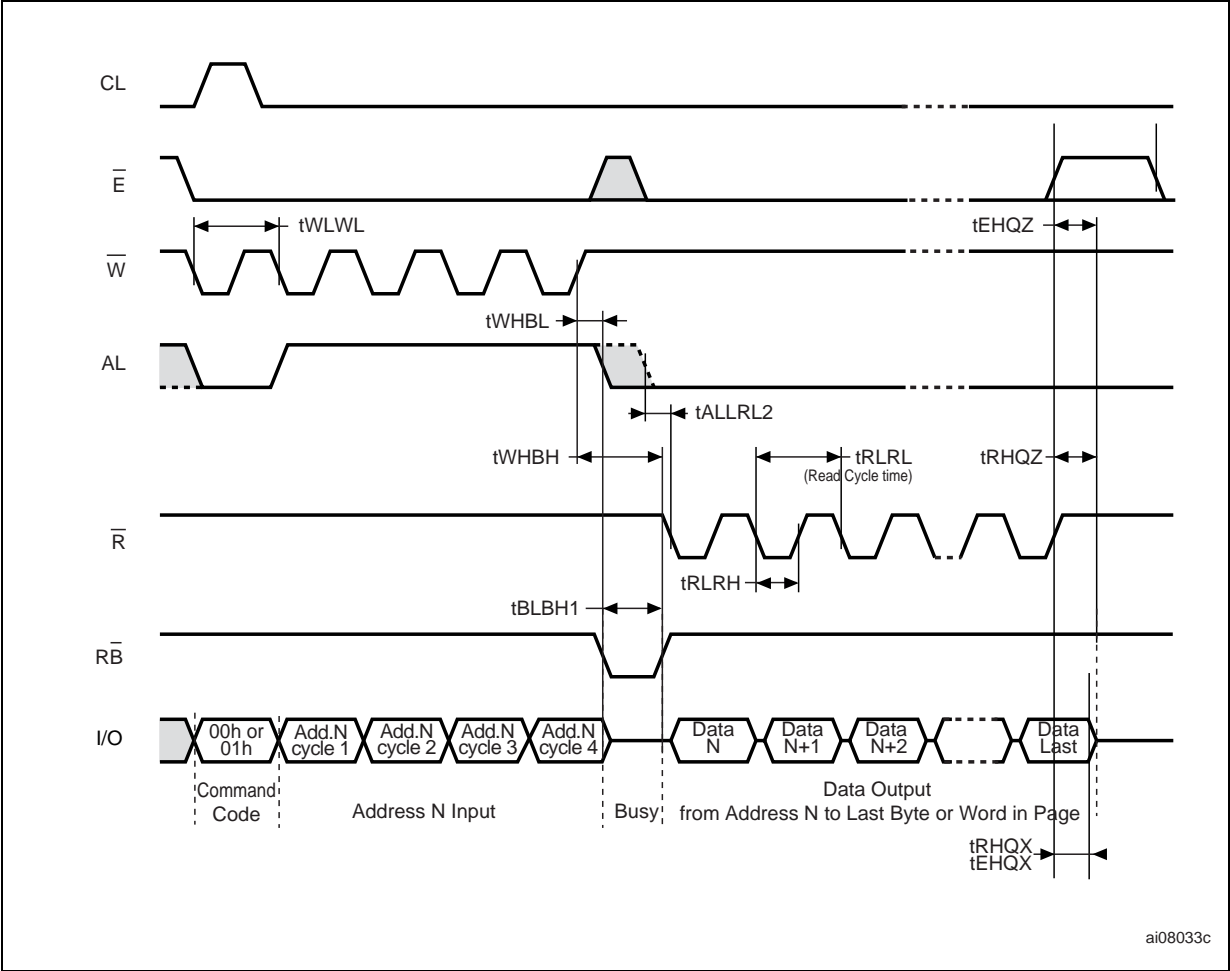 CL
E
tWLWL
tEHQZ
W
tWHBL
AL
tALLRL2
tWHBH
tRLRL
(Read Cycle time)
tRHQZ
R
tRLRH
tBLBH1
RB
I/O
00h or
01h
Add.N
cycle 1
Add.N
cycle 2
Add.N
cycle 3
Add.N
cycle 4
Data
N
Data
N+1
Data
N+2
Data
Last
Command
Code
Address N Input
Busy
Data Output
from Address N to Last Byte or Word in Page
tRHQX
tEHQX
ai08033c